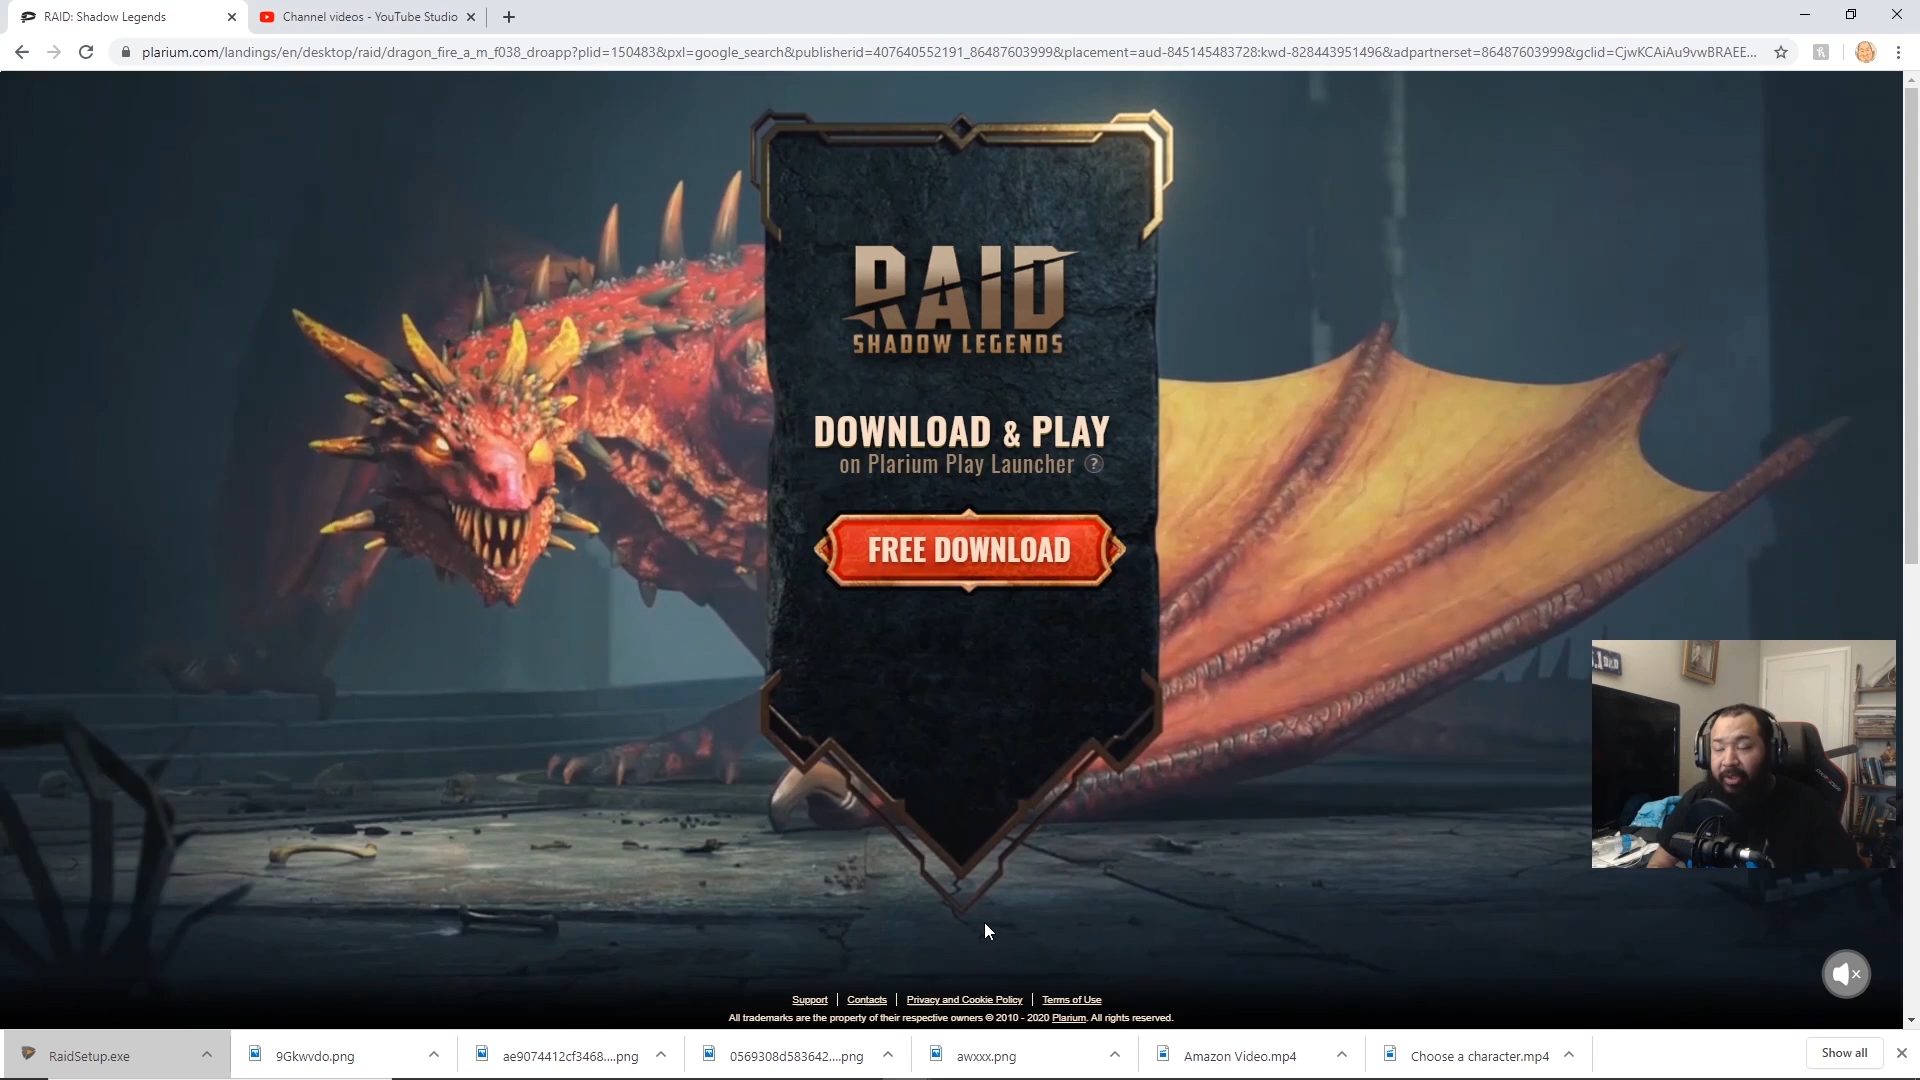 RAID: Shadow Legends
Channel videos - YouTube Studio
plarium.com/landings/en/desktop/raid/dragon_fire_a_m_f038_droapp?plid=150483&pxl=google_search&publisherid=407640552191_86487603999&placement=aud-845145483728:kwd-828443951496&adpartnerset=86487603999&gclid=CjwKCAiAu9vwBRAEE...
RAID
SHADOW LEGENDS
DOWNLOAD & PLAY
on Plarium Play Launcher ?
FREE DOWNLOAD
Support | Contacts | Privacy and Cookie Policy | Terms of Use
All trademarks are the property of their respective owners © 2010 - 2020 Plarium. All rights reserved.
RaidSetup.exe
9Gkwvdo.png
ae9074412cf3468....png
0569308d583642....png
awxxx.png
Amazon Video.mp4
Choose a character.mp4
Show all